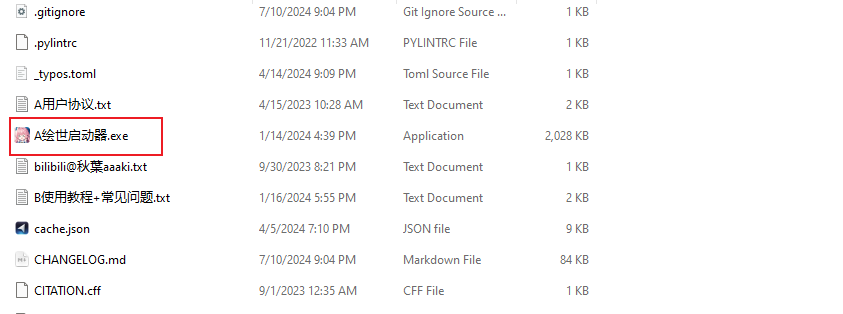 .gitignore 7/10/2024 9:04 PM Git Ignore Source ... 1 KB
.pylintrc 11/21/2022 11:33 AM PYLINTRC File 1 KB
_typos.toml 4/14/2024 9:09 PM Toml Source File 1 KB
A用户协议.txt 4/15/2023 10:28 AM Text Document 2 KB
A绘世启动器.exe 1/14/2024 4:39 PM Application 2,028 KB
bilibili@秋葉aaaki.txt 9/30/2023 8:21 PM Text Document 1 KB
B使用教程+常见问题.txt 1/16/2024 5:55 PM Text Document 2 KB
cache.json 4/5/2024 7:10 PM JSON file 9 KB
CHANGELOG.md 7/10/2024 9:04 PM Markdown File 84 KB
CITATION.cff 9/1/2023 12:35 AM CFF File 1 KB